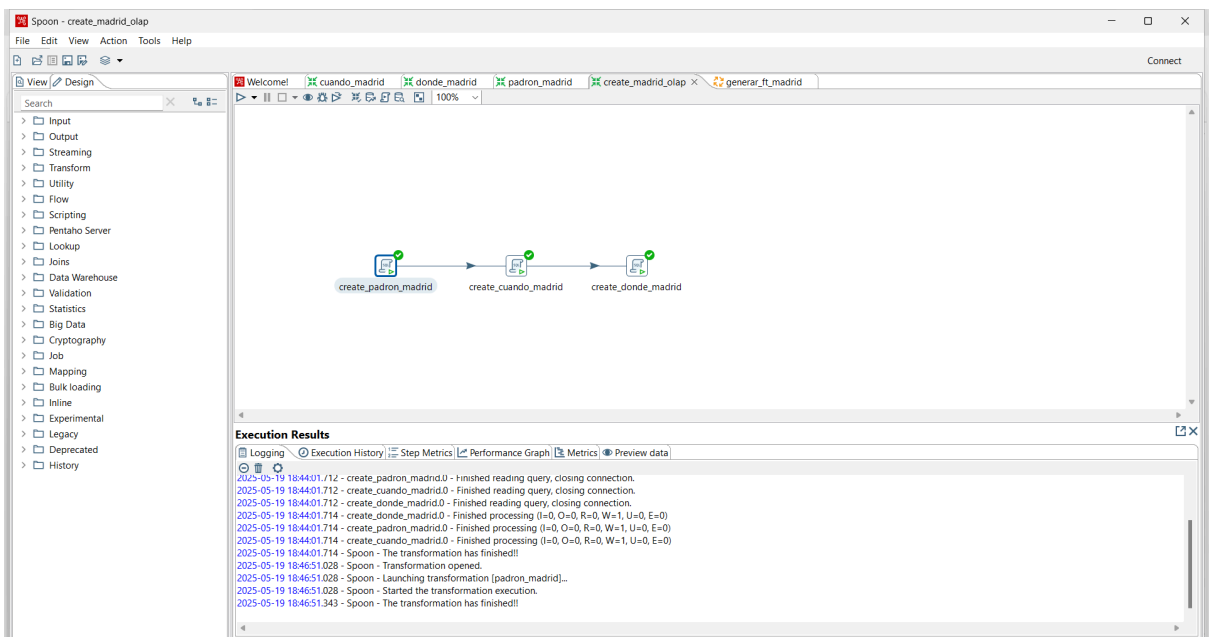 Spoon - create_madrid_olap
File Edit View Action Tools Help
Connect
View Design
Welcome! cuando_madrid donde_madrid padron_madrid create_madrid_olap generar_ft_madrid
Search
100%
Input
Output
Streaming
Transform
Utility
Flow
Scripting
Pentaho Server
Lookup
Joins
Data Warehouse
Validation
Statistics
Big Data
Cryptography
Job
Mapping
Bulk loading
Inline
Experimental
Legacy
Deprecated
History
create_padron_madrid create_cuando_madrid create_donde_madrid
Execution Results
Logging Execution History Step Metrics Performance Graph Metrics Preview data
2025-05-19 18:44:01.712 - create_padron_madrid.0 - Finished reading query, closing connection.
2025-05-19 18:44:01.712 - create_cuando_madrid.0 - Finished reading query, closing connection.
2025-05-19 18:44:01.712 - create_donde_madrid.0 - Finished reading query, closing connection.
2025-05-19 18:44:01.714 - create_donde_madrid.0 - Finished processing (I=0, O=0, R=0, W=1, U=0, E=0)
2025-05-19 18:44:01.714 - create_padron_madrid.0 - Finished processing (I=0, O=0, R=0, W=1, U=0, E=0)
2025-05-19 18:44:01.714 - create_cuando_madrid.0 - Finished processing (I=0, O=0, R=0, W=1, U=0, E=0)
2025-05-19 18:44:01.714 - Spoon - The transformation has finished!!
2025-05-19 18:46:51.028 - Spoon - Transformation opened.
2025-05-19 18:46:51.028 - Spoon - Launching transformation [padron_madrid]...
2025-05-19 18:46:51.028 - Spoon - Started the transformation execution.
2025-05-19 18:46:51.343 - Spoon - The transformation has finished!!